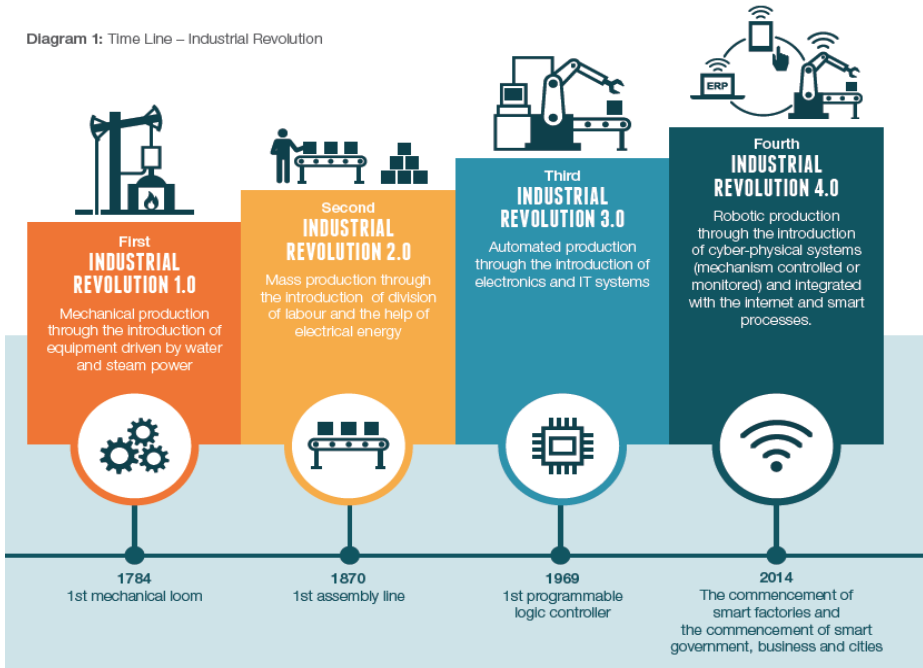 Diagram 1: Time Line – Industrial Revolution
ERP
First
INDUSTRIAL
REVOLUTION 1.0
Mechanical production
through the introduction of
equipment driven by water
and steam power
Second
INDUSTRIAL
REVOLUTION 2.0
Mass production through
the introduction of division
of labour and the help of
electrical energy
Third
INDUSTRIAL
REVOLUTION 3.0
Automated production
through the introduction of
electronics and IT systems
Fourth
INDUSTRIAL
REVOLUTION 4.0
Robotic production
through the introduction
of cyber-physical systems
(mechanism controlled or
monitored) and integrated
with the internet and smart
processes.
1784
1st mechanical loom
1870
1st assembly line
1969
1st programmable
logic controller
2014
The commencement of
smart factories and
the commencement of smart
government, business and cities